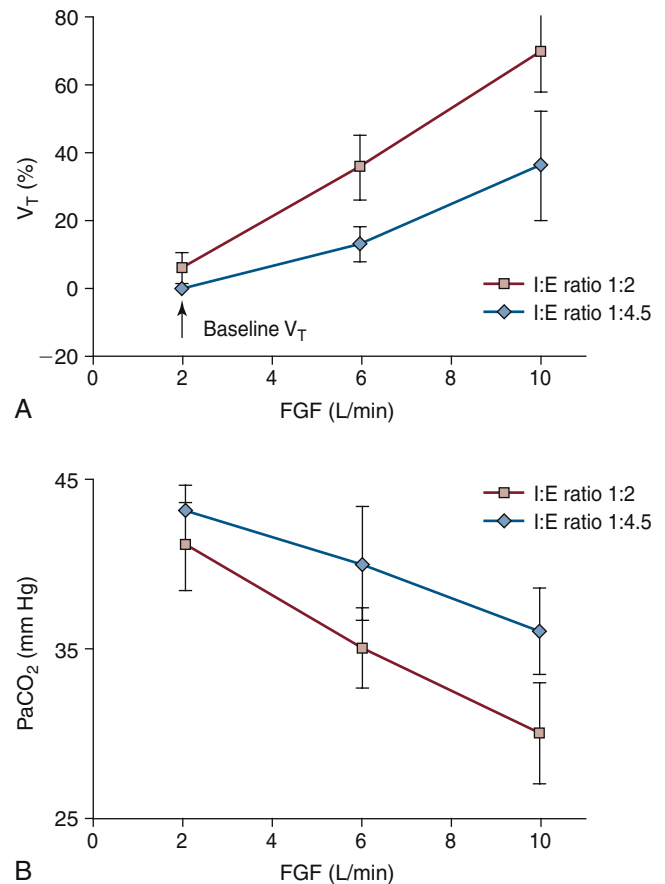 80
60
40
20
0
−20
V_T (%)
I:E ratio 1:2
I:E ratio 1:4.5
Baseline V_T
0 2 4 6 8 10
FGF (L/min)
A
45
35
25
PaCO₂ (mm Hg)
I:E ratio 1:2
I:E ratio 1:4.5
0 2 4 6 8 10
FGF (L/min)
B